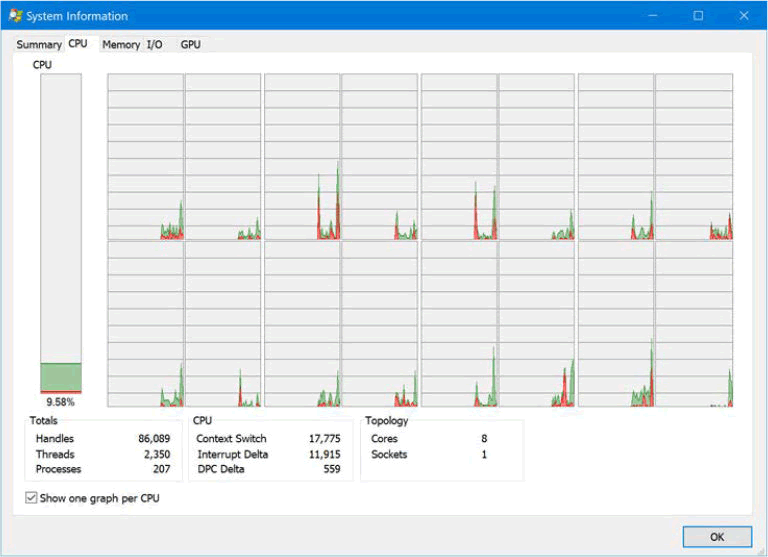 System Information
Summary CPU Memory I/O GPU
CPU
9.58%
Totals CPU Topology
Handles 86,089 Context Switch 17,775 Cores 8
Threads 2,350 Interrupt Delta 11,915 Sockets 1
Processes 207 DPC Delta 559
Show one graph per CPU
OK